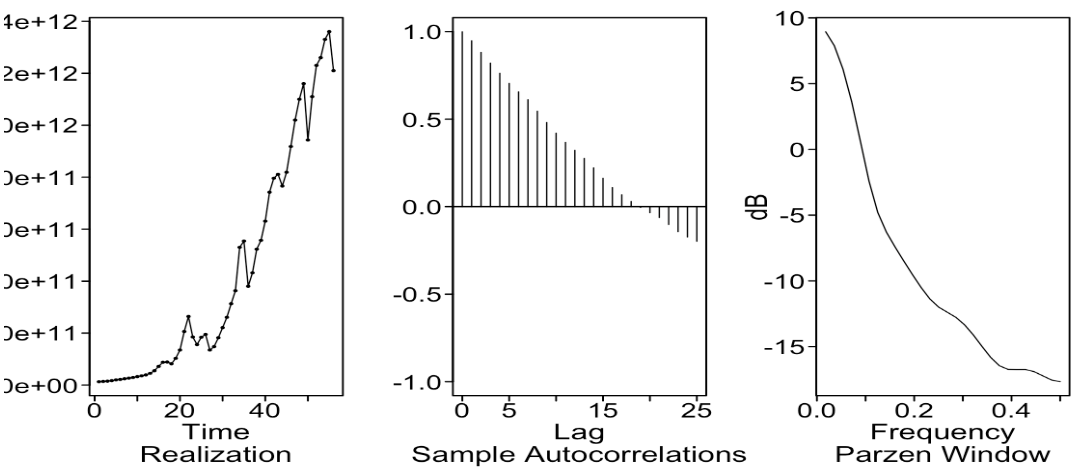 4e+12
2e+12
0e+12
0e+11
0e+11
0e+11
0e+11
0e+00
0 20 40
Time
Realization
1.0
0.5
0.0
-0.5
-1.0
0 5 15 25
Lag
Sample Autocorrelations
dB
10
5
0
-5
-10
-15
0.0 0.2 0.4
Frequency
Parzen Window